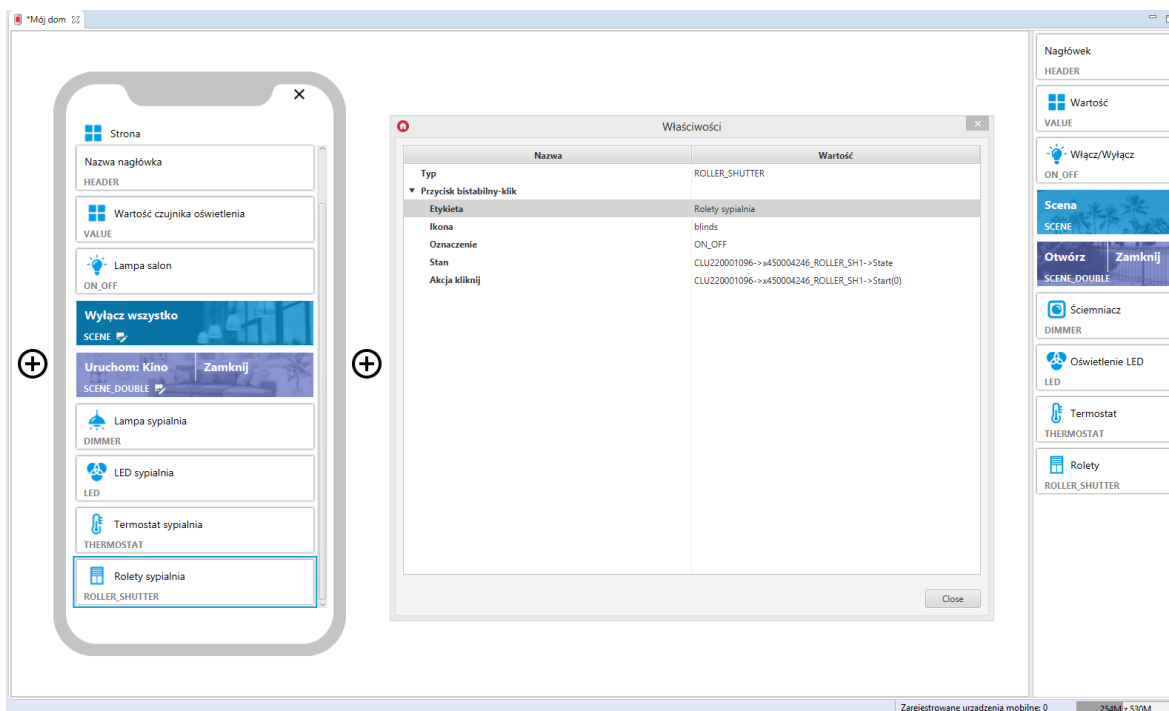 *Mój dom
Strona
Nazwa nagłówka
HEADER
Wartość czujnika oświetlenia
VALUE
Lampa salon
ON_OFF
Wyłącz wszystko
SCENE
Uruchom: Kino Zamknij
SCENE_DOUBLE
Lampa sypialnia
DIMMER
LED sypialnia
LED
Termostat sypialnia
THERMOSTAT
Rolety sypialnia
ROLLER_SHUTTER
Właściwości
Nazwa Wartość
Typ ROLLER_SHUTTER
Przycisk bistabilny-klik
Etykieta Rolety sypialnia
Ikona blinds
Oznaczenie ON_OFF
Stan CLU220001096->x450004246_ROLLER_SH1->State
Akcja kliknij CLU220001096->x450004246_ROLLER_SH1->Start(0)
Close
Nagłówek
HEADER
Wartość
VALUE
Włącz/Wyłącz
ON_OFF
Scena
SCENE
Otwórz Zamknij
SCENE_DOUBLE
Ściemniacz
DIMMER
Oświetlenie LED
LED
Termostat
THERMOSTAT
Rolety
ROLLER_SHUTTER
Zarejestrowane urządzenia mobilne: 0 254M z 530M